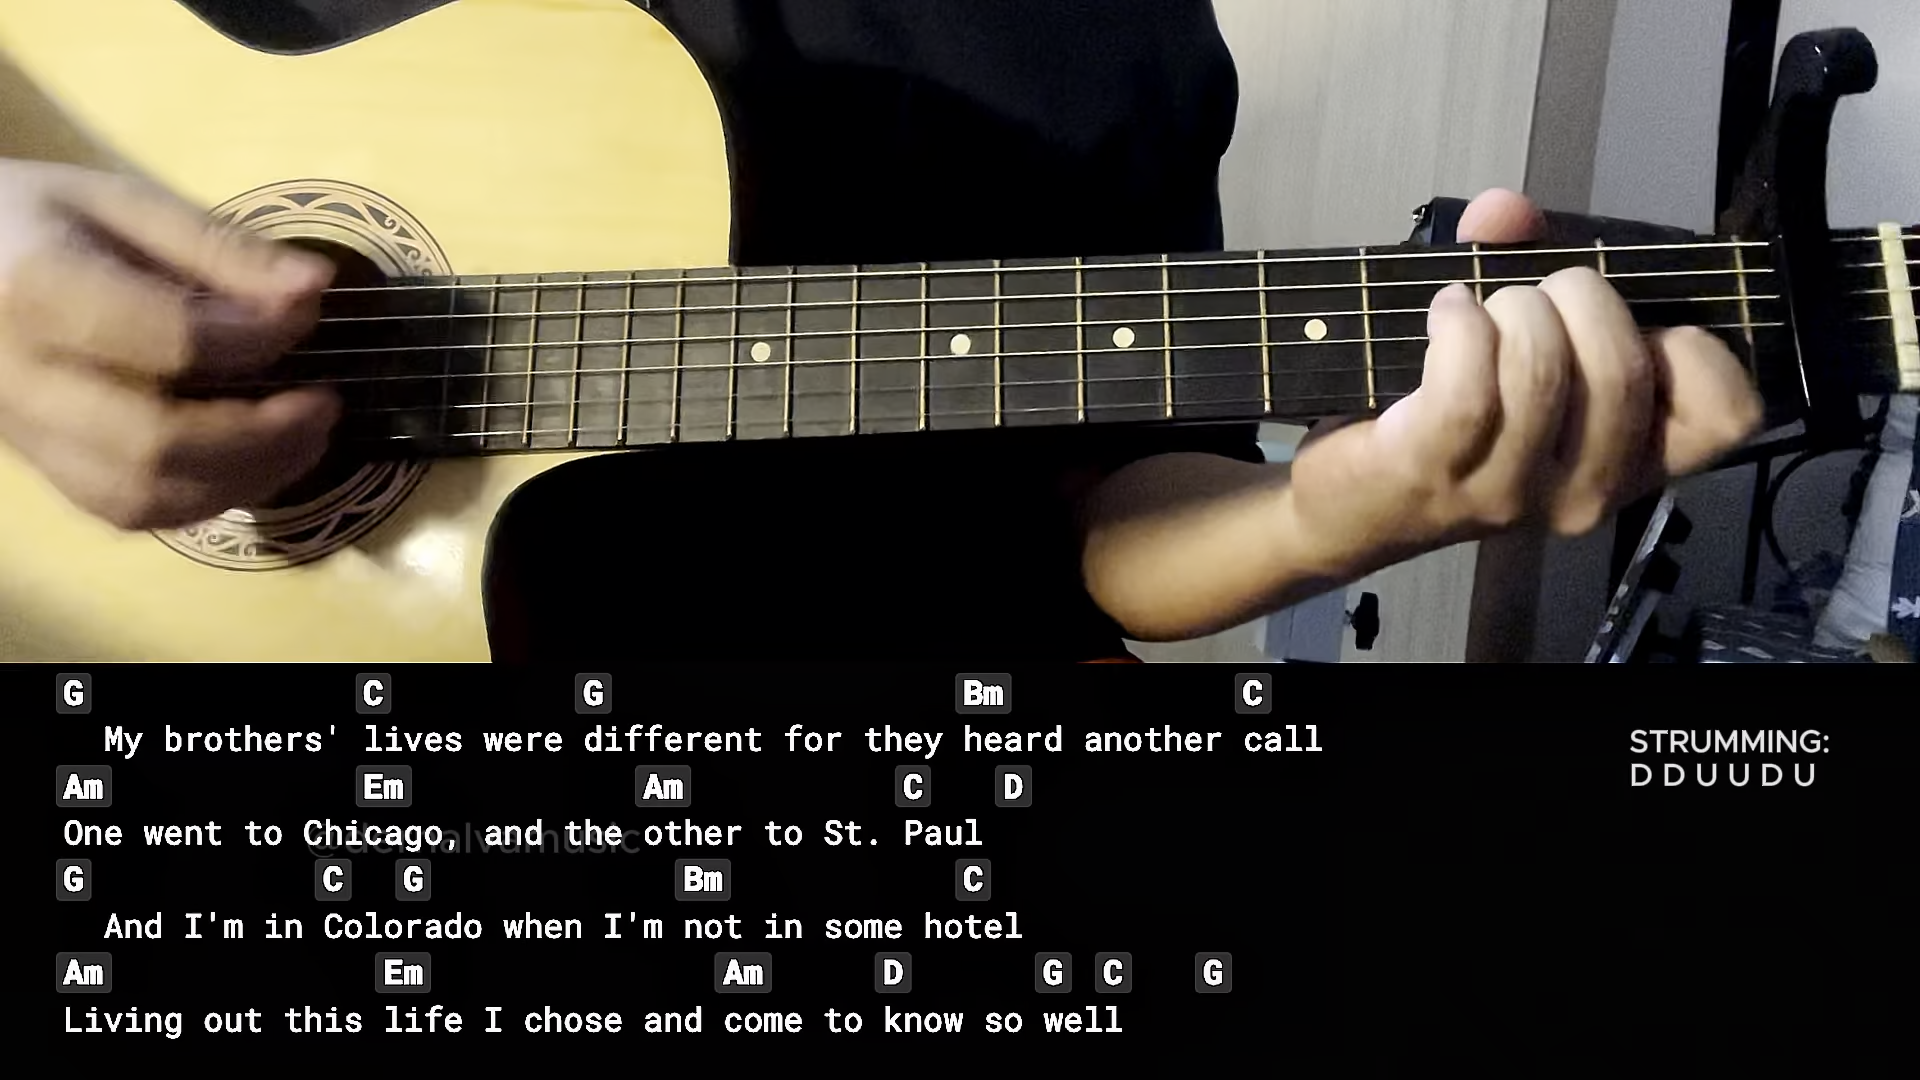 G C G Bm C
My brothers' lives were different for they heard another call
STRUMMING:
D D U U D U
Am Em Am C D
One went to Chicago, and the other to St. Paul
G C G Bm C
And I'm in Colorado when I'm not in some hotel
Am Em Am D G C G
Living out this life I chose and come to know so well